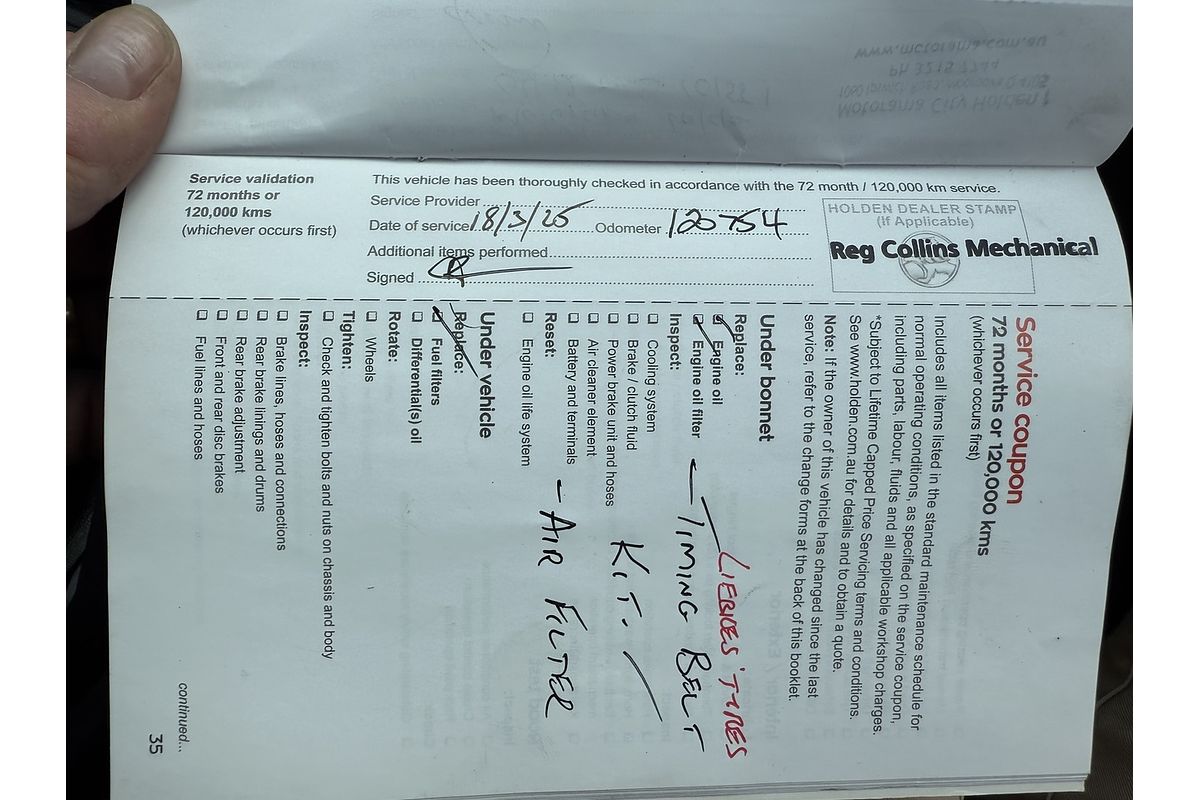 www.motorama.com.au
Ph 3215 7744
Motorama City Holden
Service validation
72 months or
120,000 kms
(whichever occurs first)
This vehicle has been thoroughly checked in accordance with the 72 month / 120,000 km service.
Service Provider
Date of service 18/3/25 Odometer 120754
Additional items performed
Signed
HOLDEN DEALER STAMP
(If Applicable)
Reg Collins Mechanical
Service coupon
72 months or 120,000 kms
(whichever occurs first)
Includes all items listed in the standard maintenance schedule for
normal operating conditions, as specified on the service coupon,
including parts, labour, fluids and all applicable workshop charges.
*Subject to Lifetime Capped Price Servicing terms and conditions.
See www.holden.com.au for details and to obtain a quote.
Note: If the owner of this vehicle has changed since the last
service, refer to the change forms at the back of this booklet.
Under bonnet
Replace:
Engine oil
Engine oil filter
Inspect:
Cooling system
Brake / clutch fluid
Power brake unit and hoses
Air cleaner element
Battery and terminals
Reset:
Engine oil life system
TYRES
- TIMING BELT
KIT.
- AIR FILTER
Under vehicle
Replace:
Fuel filters
Differential(s) oil
Rotate:
Wheels
Tighten:
Check and tighten bolts and nuts on chassis and body
Inspect:
Brake lines, hoses and connections
Rear brake linings and drums
Rear brake adjustment
Front and rear disc brakes
Fuel lines and hoses
continued...
35